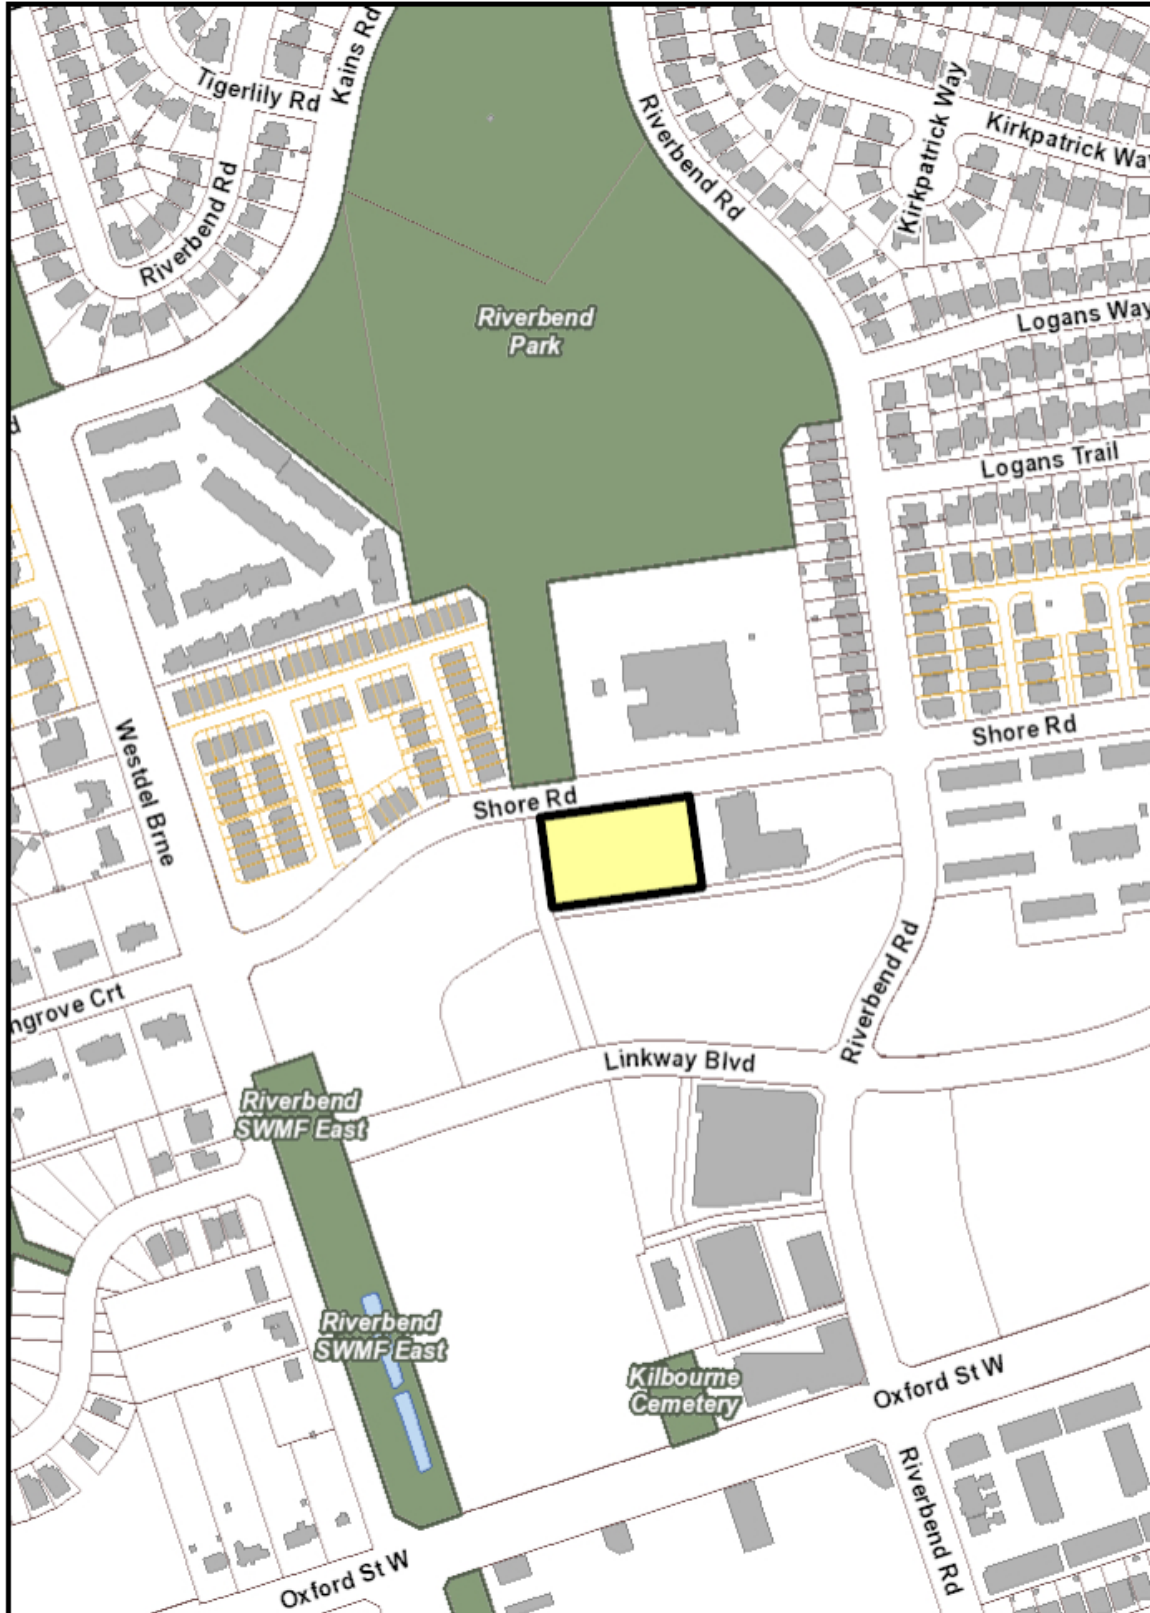 Kains Rd
Tigerlily Rd
Riverbend Rd
Riverbend Rd
Kirkpatrick Way
Kirkpatrick Way
Logans Way
Riverbend
Park
Logans Trail
Shore Rd
Westdel Brne
Shore Rd
ngrove Crt
Riverbend Rd
Linkway Blvd
Riverbend
SWMF East
Riverbend
SWMF East
Kilbourne
Cemetery
Oxford St W
Riverbend Rd
Oxford St W